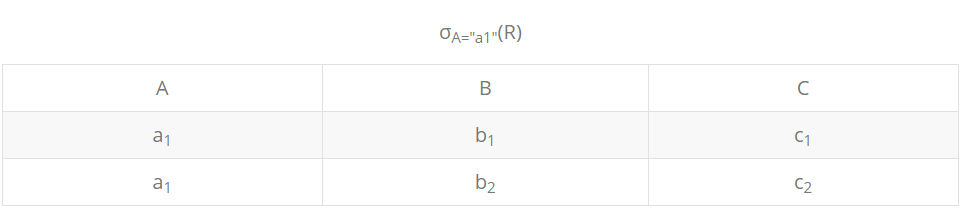 σA="a1"(R)
A B C
a1 b1 c1
a1 b2 c2